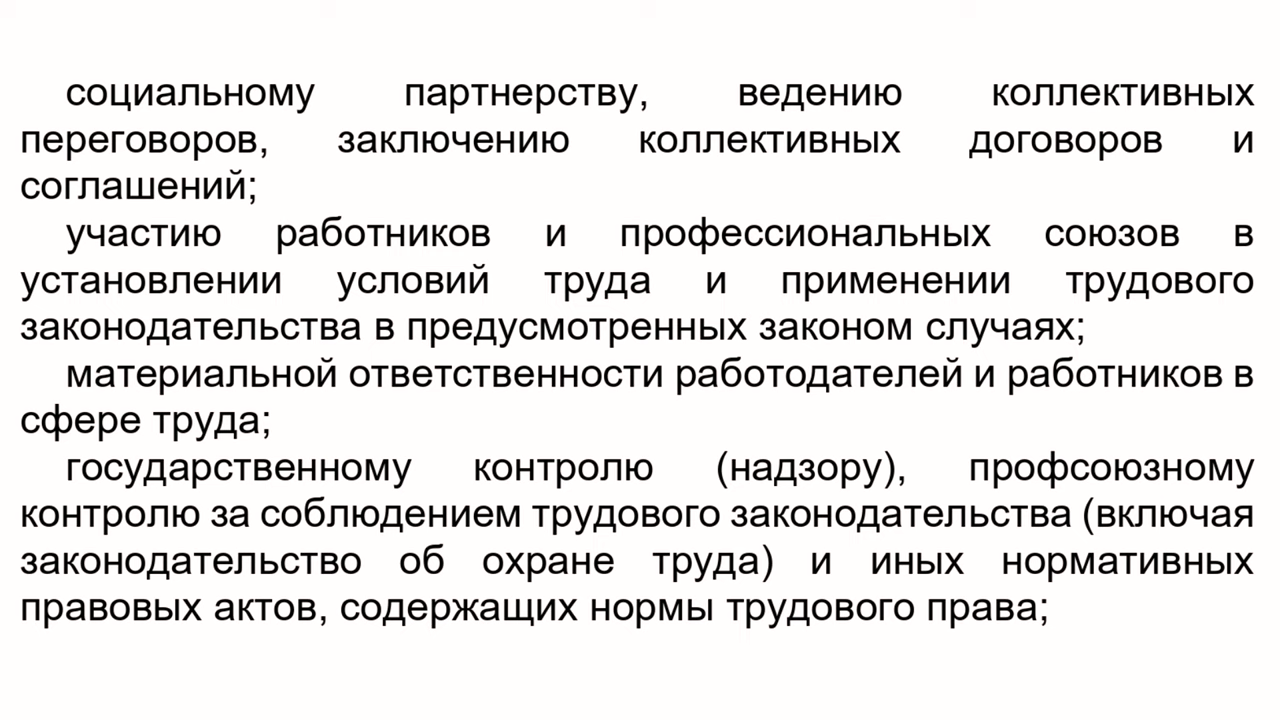 социальному партнерству, ведению коллективных
переговоров, заключению коллективных договоров и
соглашений;
участию работников и профессиональных союзов в
установлении условий труда и применении трудового
законодательства в предусмотренных законом случаях;
материальной ответственности работодателей и работников в
сфере труда;
государственному контролю (надзору), профсоюзному
контролю за соблюдением трудового законодательства (включая
законодательство об охране труда) и иных нормативных
правовых актов, содержащих нормы трудового права;